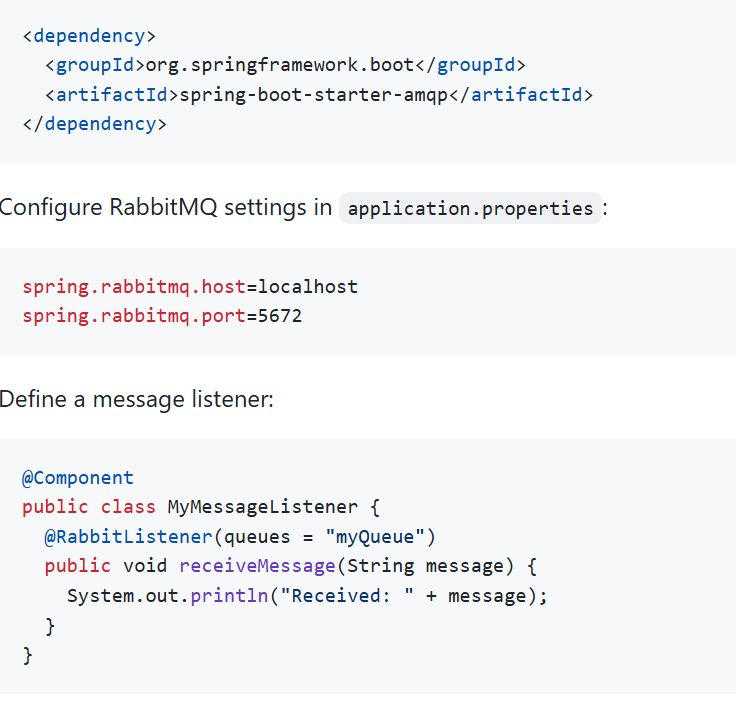 <dependency>
  <groupId>org.springframework.boot</groupId>
  <artifactId>spring-boot-starter-amqp</artifactId>
</dependency>
Configure RabbitMQ settings in application.properties:
spring.rabbitmq.host=localhost
spring.rabbitmq.port=5672
Define a message listener:
@Component
public class MyMessageListener {
  @RabbitListener(queues = "myQueue")
  public void receiveMessage(String message) {
    System.out.println("Received: " + message);
  }
}